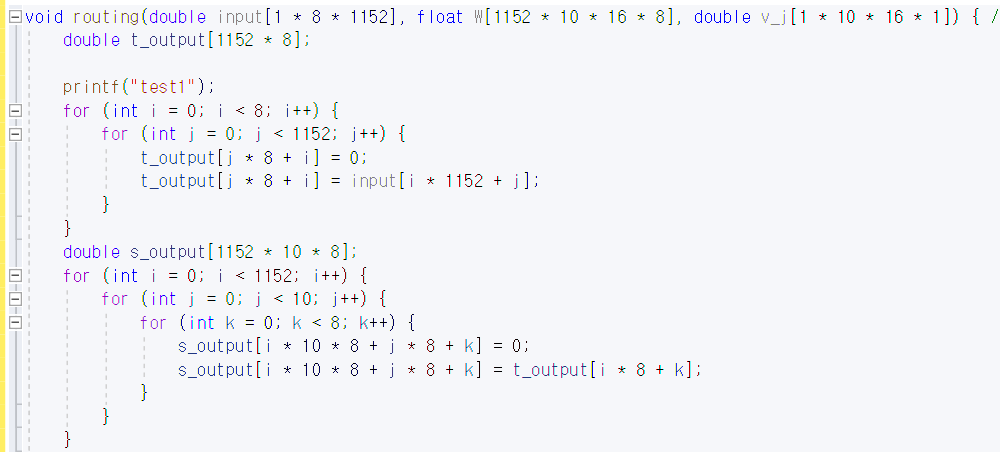 void routing(double input[1 * 8 * 1152], float W[1152 * 10 * 16 * 8], double v_j[1 * 10 * 16 * 1]) { /
double t_output[1152 * 8];
printf("test1");
for (int i = 0; i < 8; i++) {
for (int j = 0; j < 1152; j++) {
t_output[j * 8 + i] = 0;
t_output[j * 8 + i] = input[i * 1152 + j];
}
}
double s_output[1152 * 10 * 8];
for (int i = 0; i < 1152; i++) {
for (int j = 0; j < 10; j++) {
for (int k = 0; k < 8; k++) {
s_output[i * 10 * 8 + j * 8 + k] = 0;
s_output[i * 10 * 8 + j * 8 + k] = t_output[i * 8 + k];
}
}
}